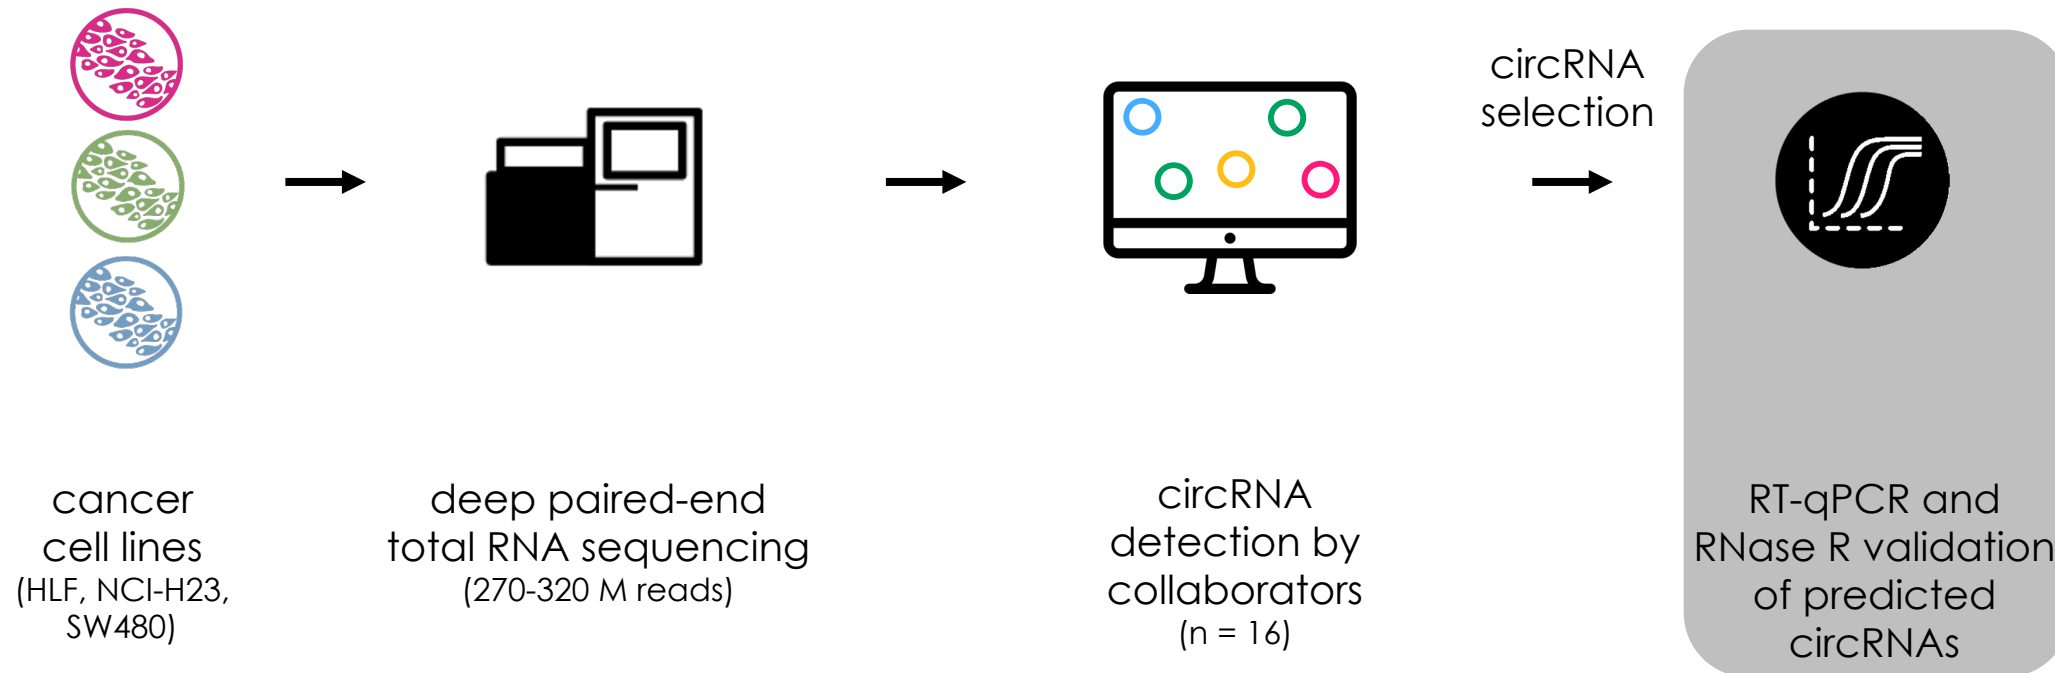 cancer
cell lines
(HLF, NCI-H23,
SW480)
deep paired-end
total RNA sequencing
(270-320 M reads)
circRNA
detection by
collaborators
(n = 16)
circRNA
selection
RT-qPCR and
RNase R validation
of predicted
circRNAs